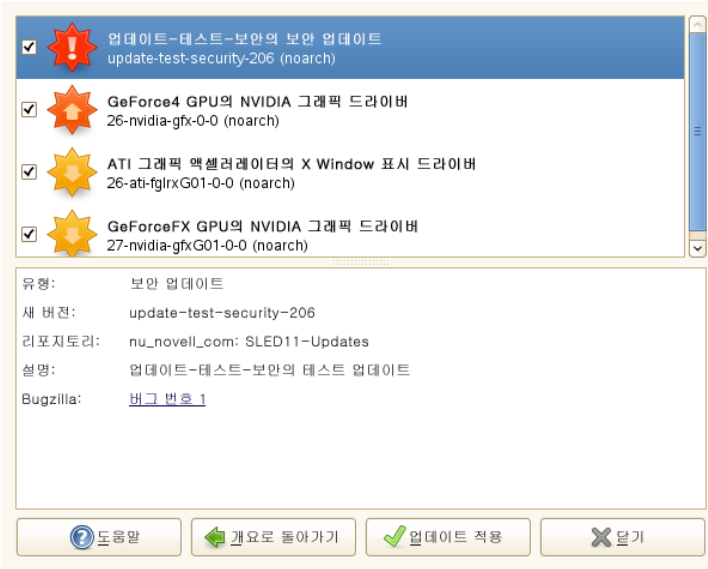 업데이트-테스트-보안의 보안 업데이트
update-test-security-206 (noarch)
GeForce4 GPU의 NVIDIA 그래픽 드라이버
26-nvidia-gfx-0-0 (noarch)
ATI 그래픽 액셀러레이터의 X Window 표시 드라이버
26-ati-fglrxG01-0-0 (noarch)
GeForceFX GPU의 NVIDIA 그래픽 드라이버
27-nvidia-gfxG01-0-0 (noarch)
유형: 보안 업데이트
새 버전: update-test-security-206
리포지토리: nu_novell_com: SLED11-Updates
설명: 업데이트-테스트-보안의 테스트 업데이트
Bugzilla: 버그 번호 1
도움말 개요로 돌아가기 업데이트 적용 닫기